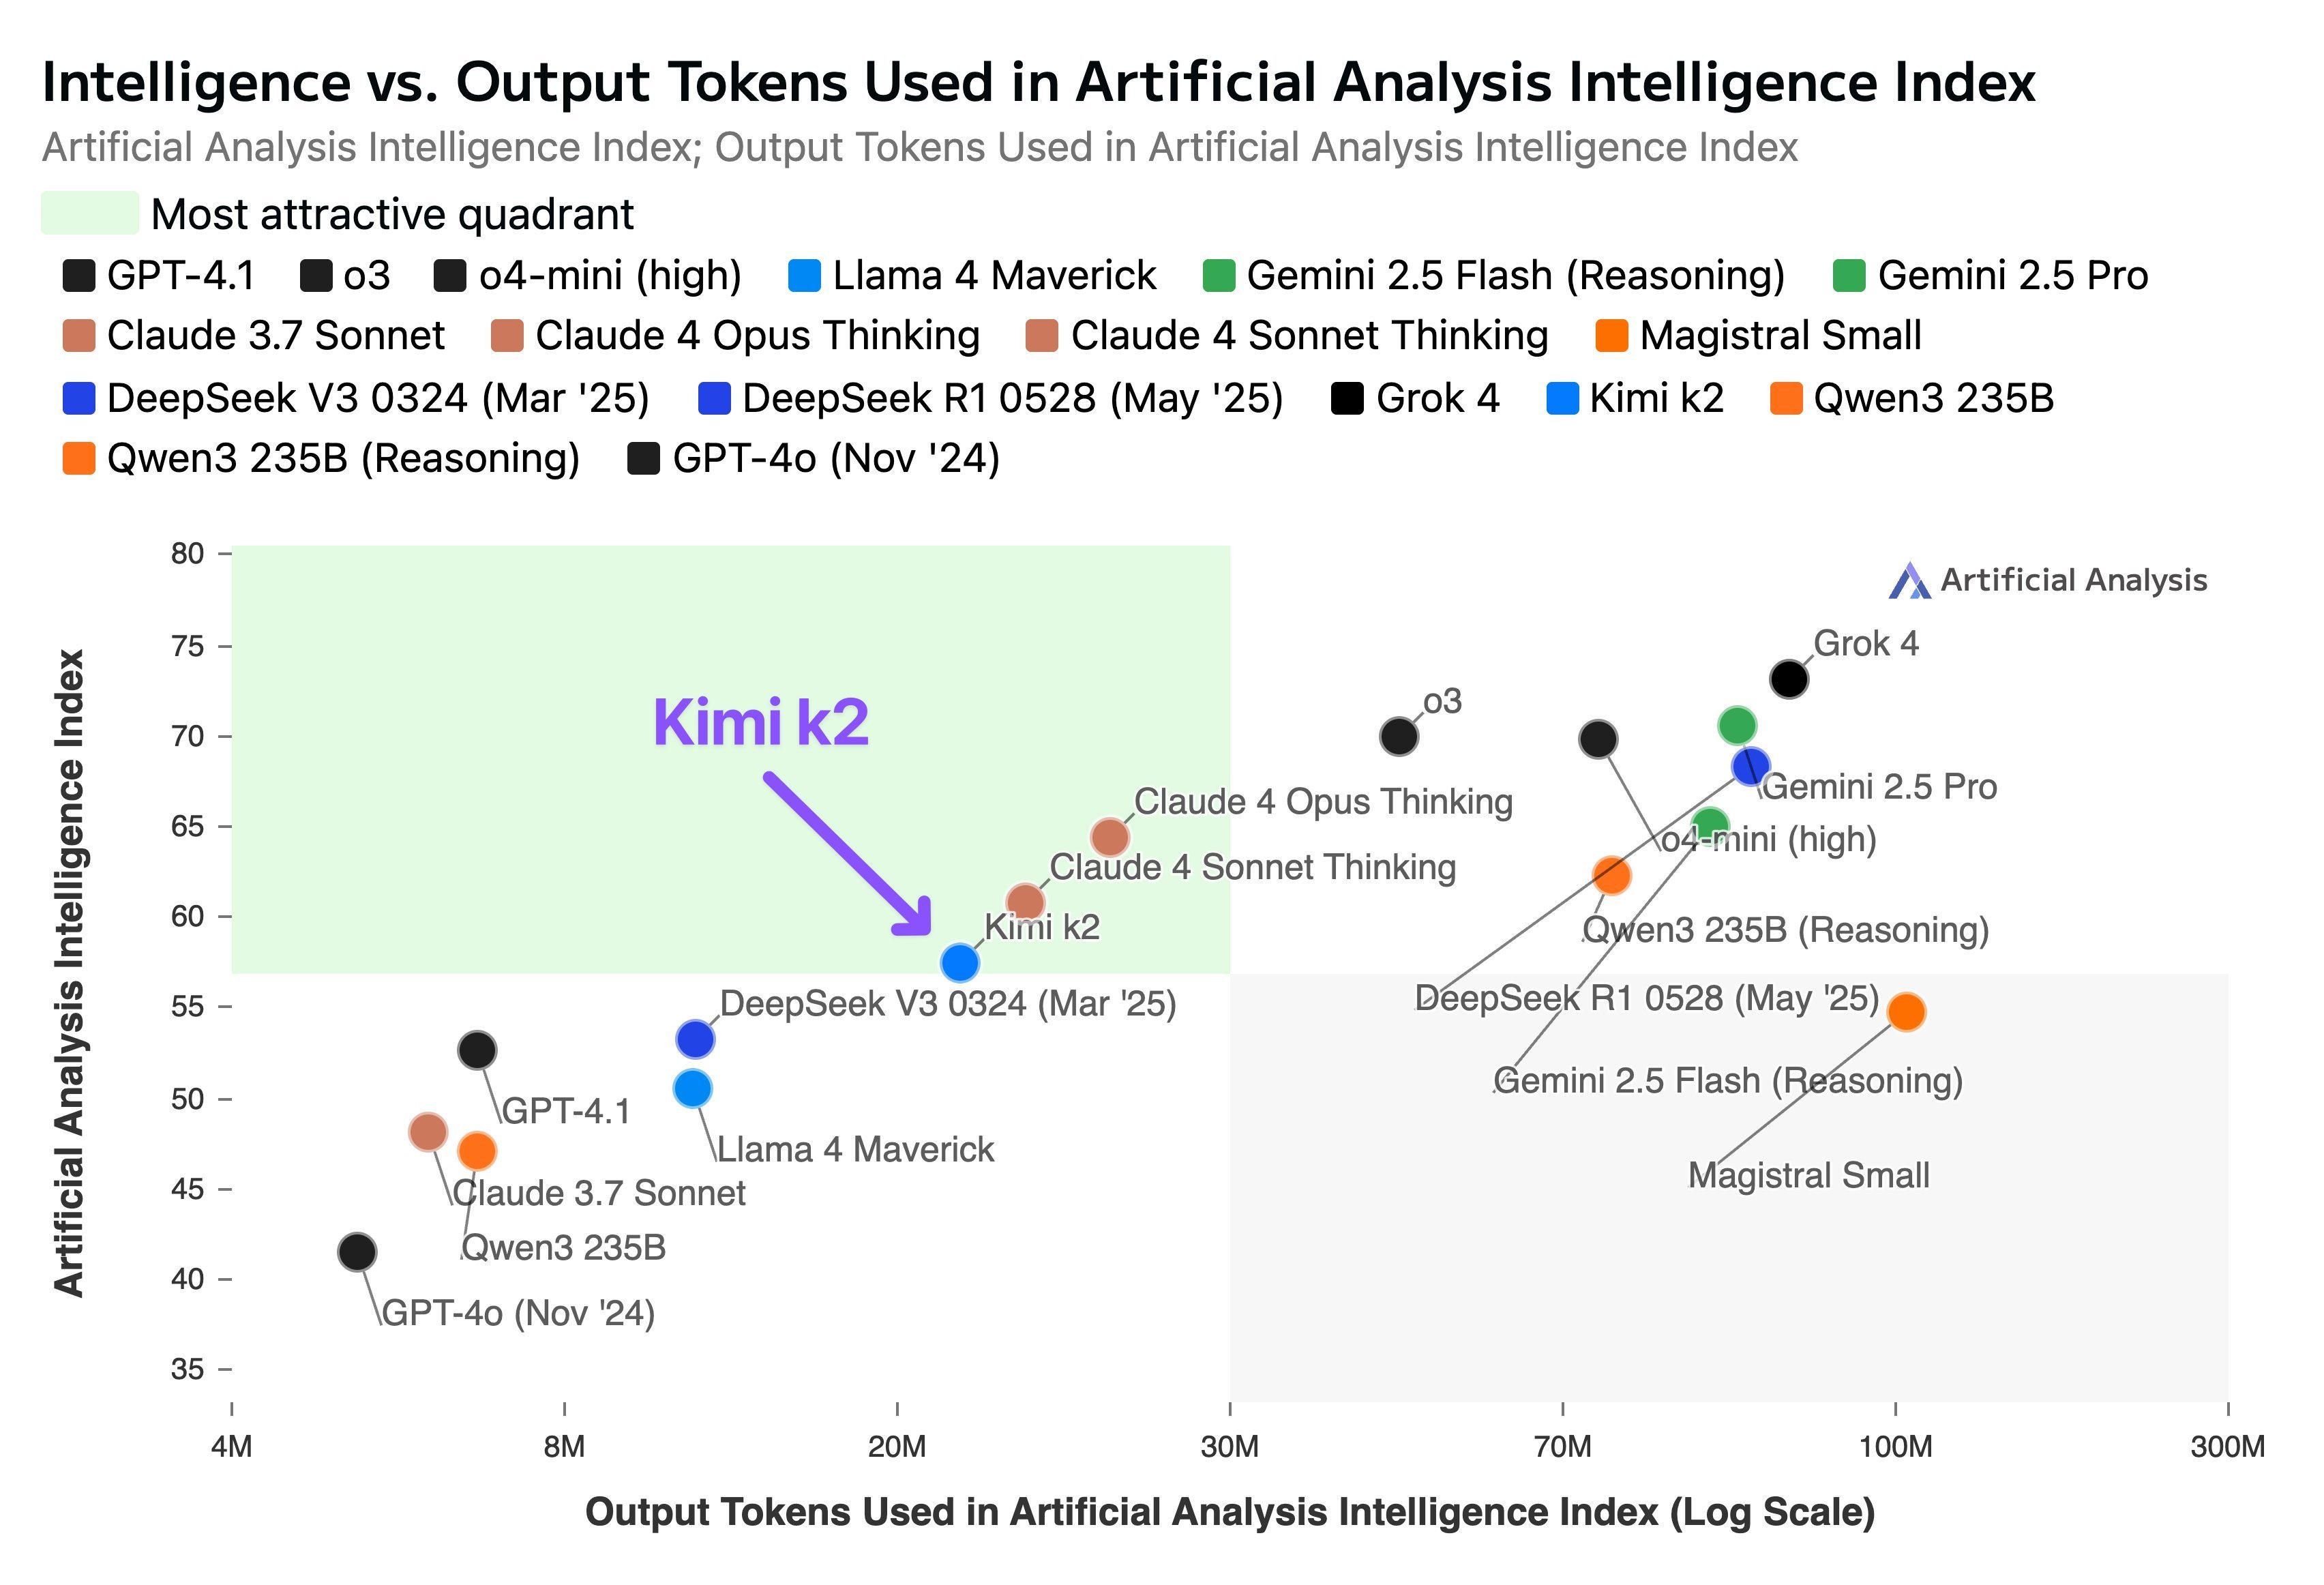 Intelligence vs. Output Tokens Used in Artificial Analysis Intelligence Index
Artificial Analysis Intelligence Index; Output Tokens Used in Artificial Analysis Intelligence Index
Most attractive quadrant
GPT-4.1 o3 o4-mini (high) Llama 4 Maverick Gemini 2.5 Flash (Reasoning) Gemini 2.5 Pro
Claude 3.7 Sonnet Claude 4 Opus Thinking Claude 4 Sonnet Thinking Magistral Small
DeepSeek V3 0324 (Mar '25) DeepSeek R1 0528 (May '25) Grok 4 Kimi k2 Qwen3 235B
Qwen3 235B (Reasoning) GPT-4o (Nov '24)
Artificial Analysis Intelligence Index
80
75
70
65
60
55
50
45
40
35
Artificial Analysis
Grok 4
o3
Kimi k2
Gemini 2.5 Pro
Claude 4 Opus Thinking
o4-mini (high)
Claude 4 Sonnet Thinking
Kimi k2
Qwen3 235B (Reasoning)
DeepSeek V3 0324 (Mar '25)
DeepSeek R1 0528 (May '25)
Gemini 2.5 Flash (Reasoning)
GPT-4.1
Llama 4 Maverick
Magistral Small
Claude 3.7 Sonnet
Qwen3 235B
GPT-4o (Nov '24)
4M 8M 20M 30M 70M 100M 300M
Output Tokens Used in Artificial Analysis Intelligence Index (Log Scale)